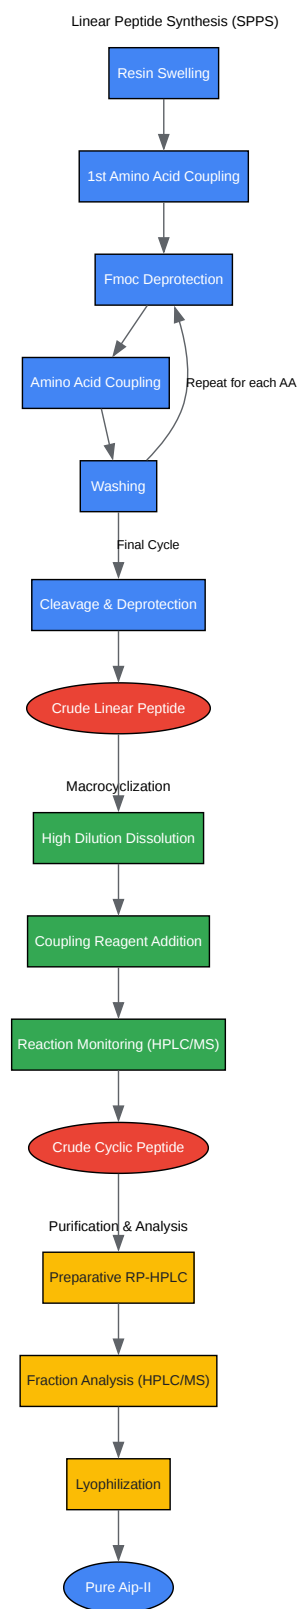 Linear Peptide Synthesis (SPPS)
Resin Swelling
1st Amino Acid Coupling
Fmoc Deprotection
Amino Acid Coupling
Repeat for each AA
Washing
Final Cycle
Cleavage & Deprotection
Crude Linear Peptide
Macrocyclization
High Dilution Dissolution
Coupling Reagent Addition
Reaction Monitoring (HPLC/MS)
Crude Cyclic Peptide
Purification & Analysis
Preparative RP-HPLC
Fraction Analysis (HPLC/MS)
Lyophilization
Pure Aip-II